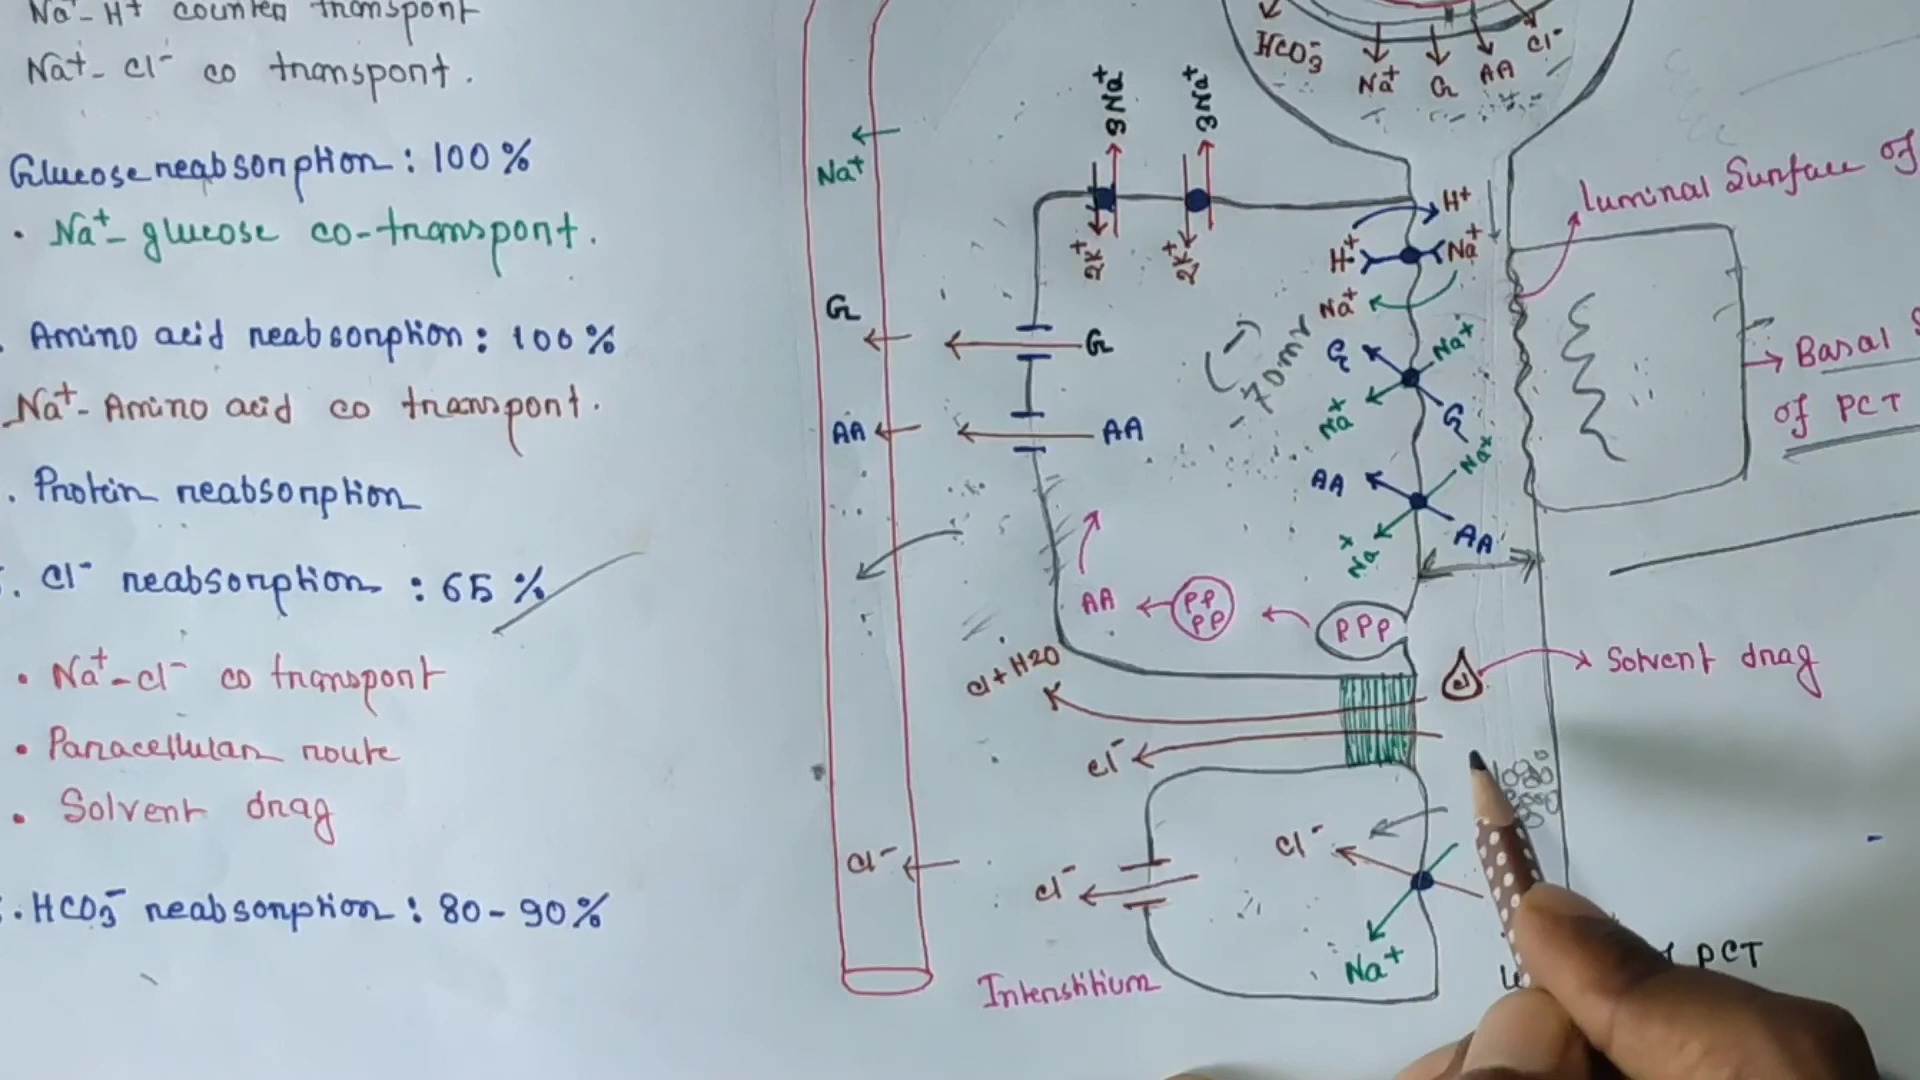 Na+-H+ counter transport
Na+-Cl- co transport.
Glucose reabsorption : 100%
• Na+-glucose co-transport.
. Amino acid reabsorption : 100%
Na+- Amino acid co transport.
. Protein reabsorption
. Cl- reabsorption : 65%
• Na+-Cl- co transport
• Paracellular route
• Solvent drag
. HCO3- reabsorption : 80-90%
HCO3-
Na+
G
AA
Cl-
3Na+
3Na+
2K+
2K+
Na+
H+
H+
Na+
Na+
luminal Surface of
G
G
G
Na+
Na+
G
(-)
-70mv
Basal
of PCT
AA
AA
AA
Na+
Na+
AA
AA
PP
PP
PPP
Cl + H2O
Cl
Solvent drag
Cl-
Cl-
Cl-
Cl-
Na+
Interstitium
PCT